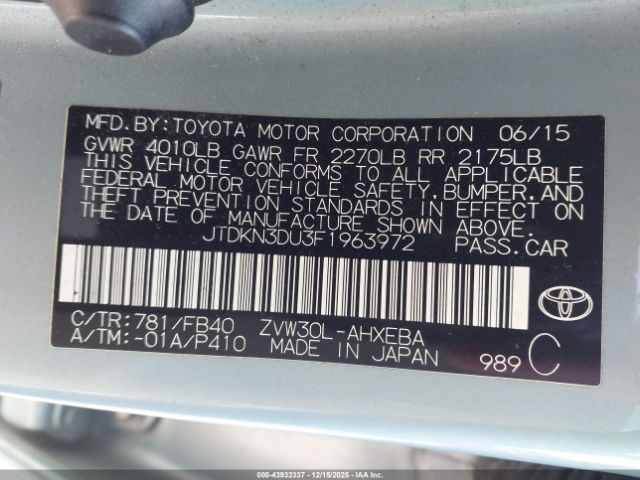 MFD.BY:TOYOTA MOTOR CORPORATION 06/15
GVWR 4010LB GAWR FR 2270LB RR 2175LB
THIS VEHICLE CONFORMS TO ALL APPLICABLE
FEDERAL MOTOR VEHICLE SAFETY,BUMPER,AND
THEFT PREVENTION STANDARDS IN EFFECT ON
THE DATE OF MANUFACTURE SHOWN ABOVE.
JTDKN3DU3F1963972 PASS.CAR
C/TR:781/FB40 ZVW30L-AHXEBA
A/TM:-01A/P410 MADE IN JAPAN
989 C
TOYOTA
000-43932337 - 12/15/2025 - IAAI.COM